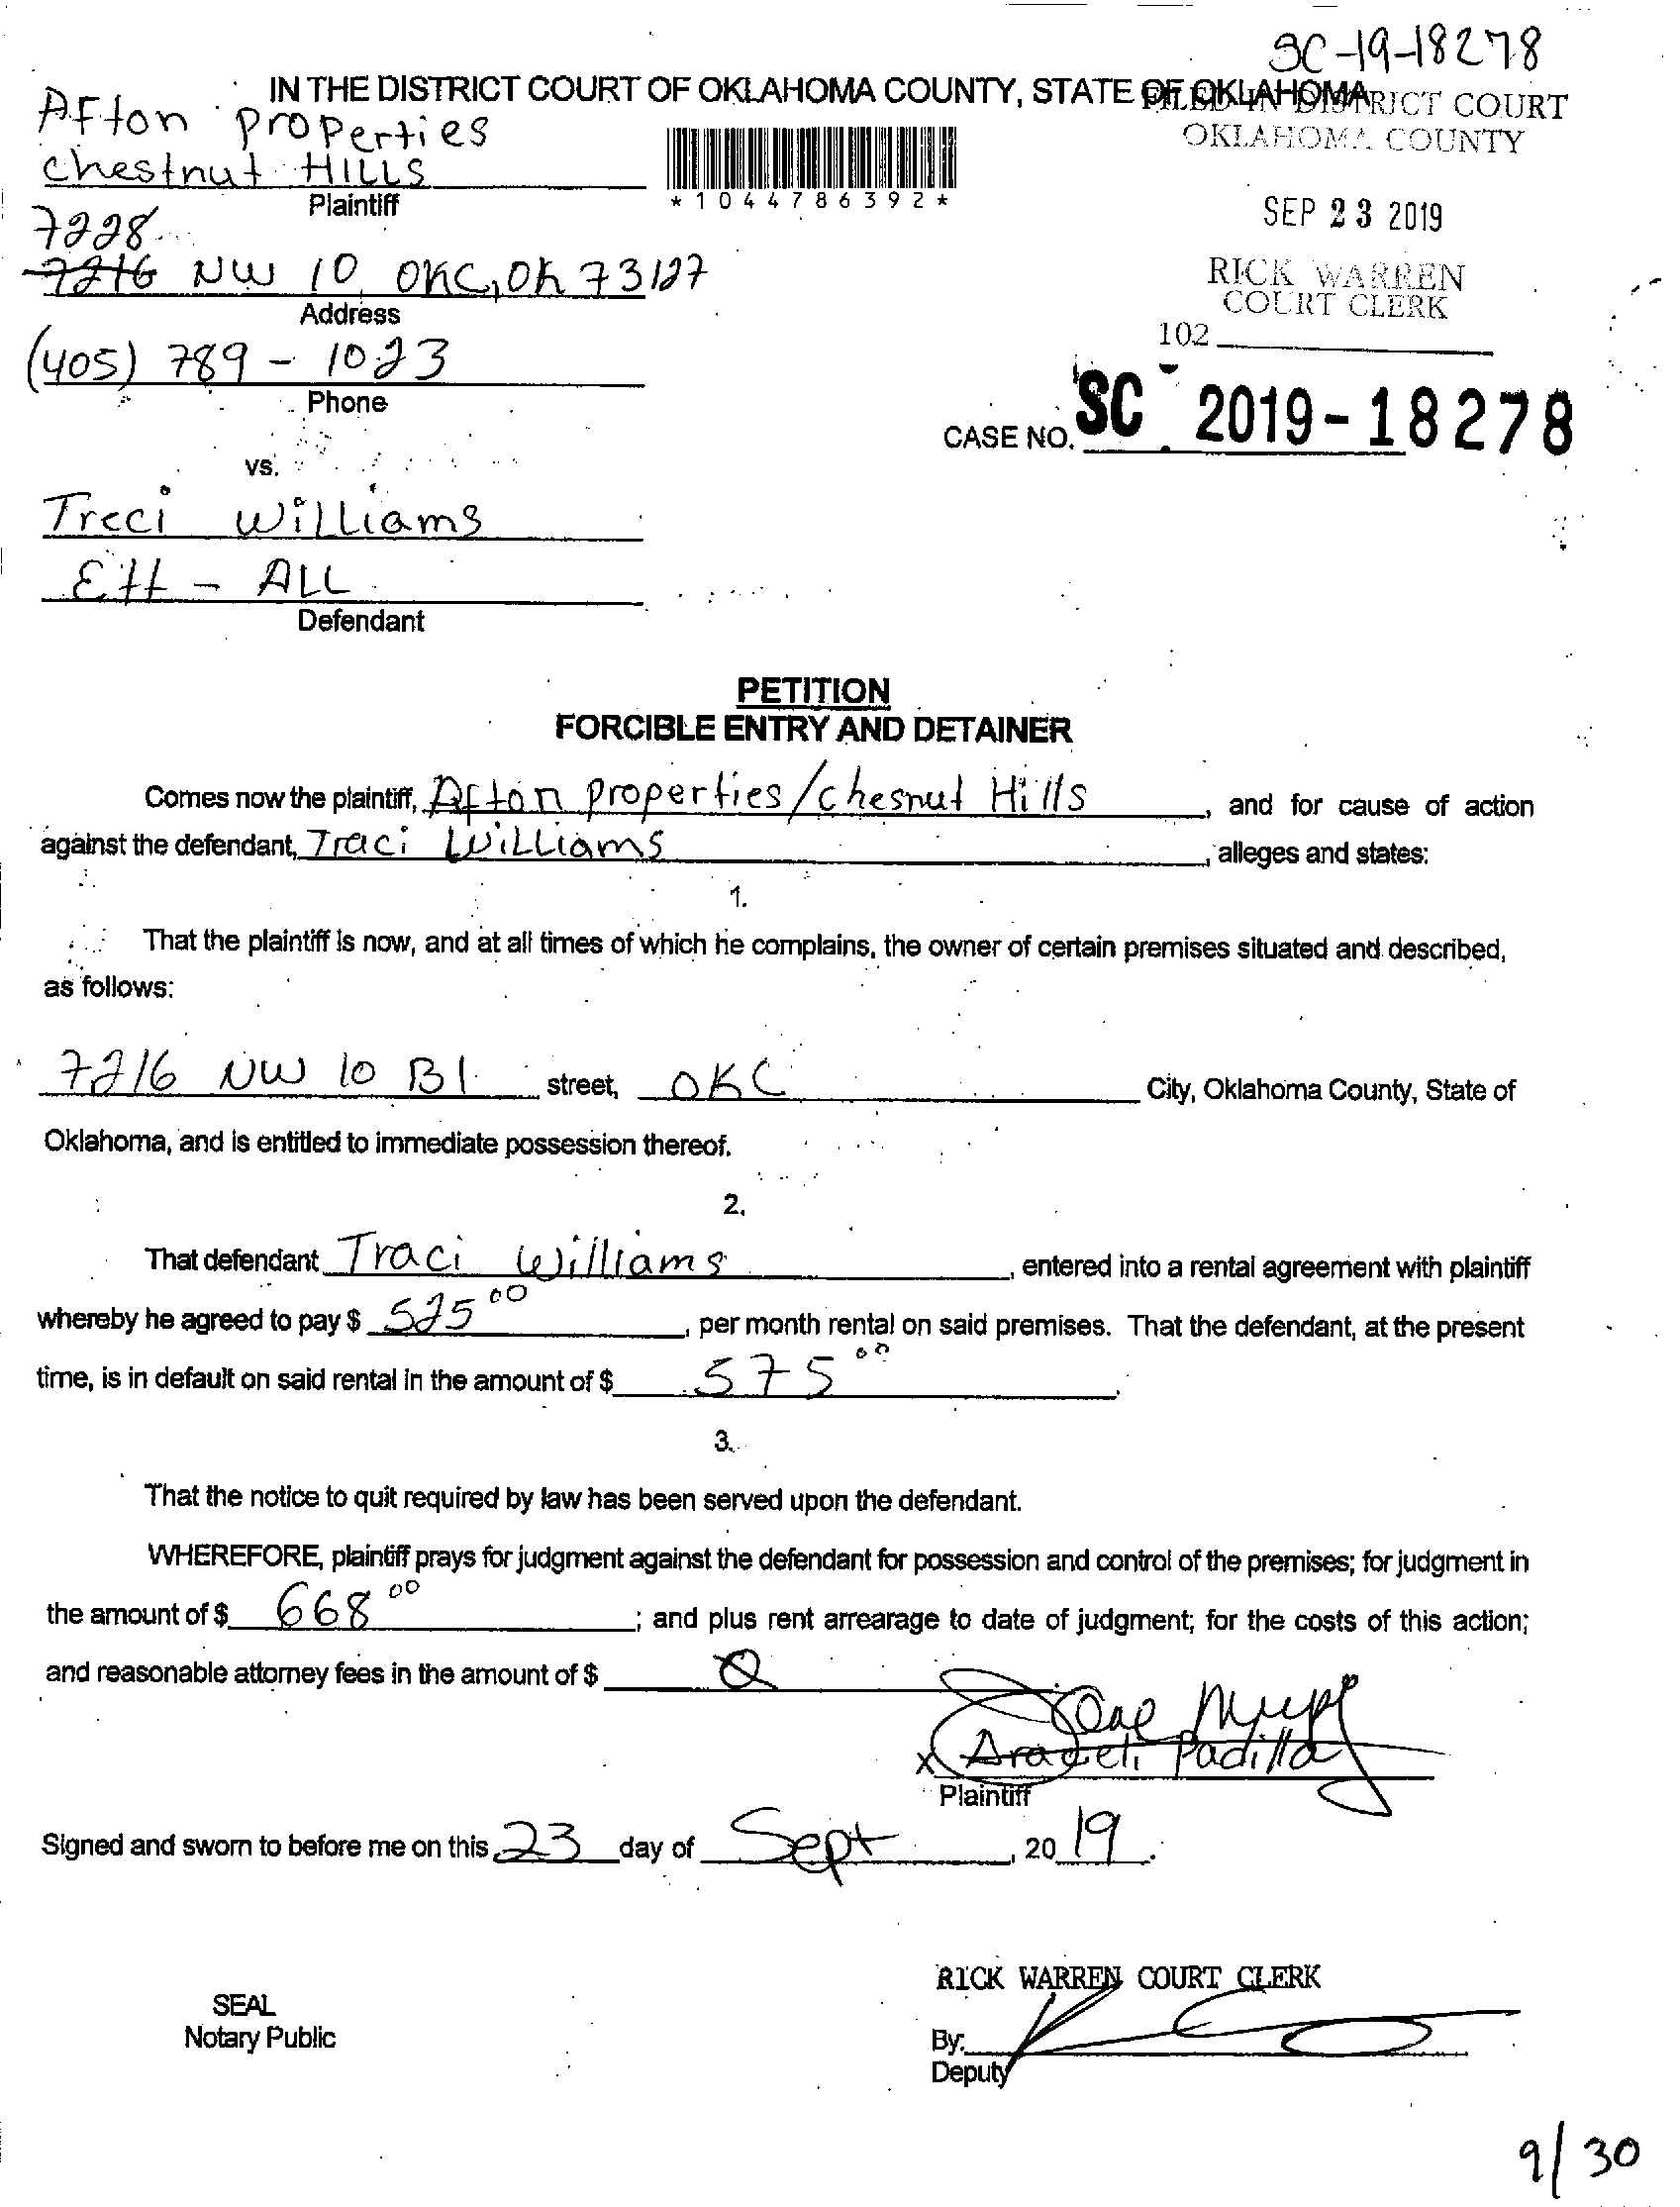 SC-19-18278
IN THE DISTRICT COURT OF OKLAHOMA COUNTY, STATE OF OKLAHOMA
FILED IN DISTRICT COURT
OKLAHOMA COUNTY
Afton properties
chestnut HILLS
Plaintiff
*1044786392*
SEP 23 2019
7228
7216 NW 10, OKC, OK 73127
Address
RICK WARREN
COURT CLERK
102
(405) 789 - 1023
Phone
CASE NO. SC 2019-18278
vs.
Treci Williams
Ett - ALL
Defendant
PETITION
FORCIBLE ENTRY AND DETAINER
Comes now the plaintiff, Afton properties/chesnut Hills, and for cause of action
against the defendant, Traci Williams, alleges and states:
1.
That the plaintiff is now, and at all times of which he complains, the owner of certain premises situated and described,
as follows:
7216 NW 10 B1 street, OKC City, Oklahoma County, State of
Oklahoma, and is entitled to immediate possession thereof.
2.
That defendant Traci Williams, entered into a rental agreement with plaintiff
whereby he agreed to pay $ 525 00, per month rental on said premises. That the defendant, at the present
time, is in default on said rental in the amount of $ 575 00.
3.
That the notice to quit required by law has been served upon the defendant.
WHEREFORE, plaintiff prays for judgment against the defendant for possession and control of the premises; for judgment in
the amount of $ 668 00; and plus rent arrearage to date of judgment; for the costs of this action;
and reasonable attorney fees in the amount of $ 0
x Araceli Padilla
Plaintiff
Signed and sworn to before me on this 23 day of Sept, 20 19.
RICK WARREN COURT CLERK
SEAL
Notary Public
By:
Deputy
9/30